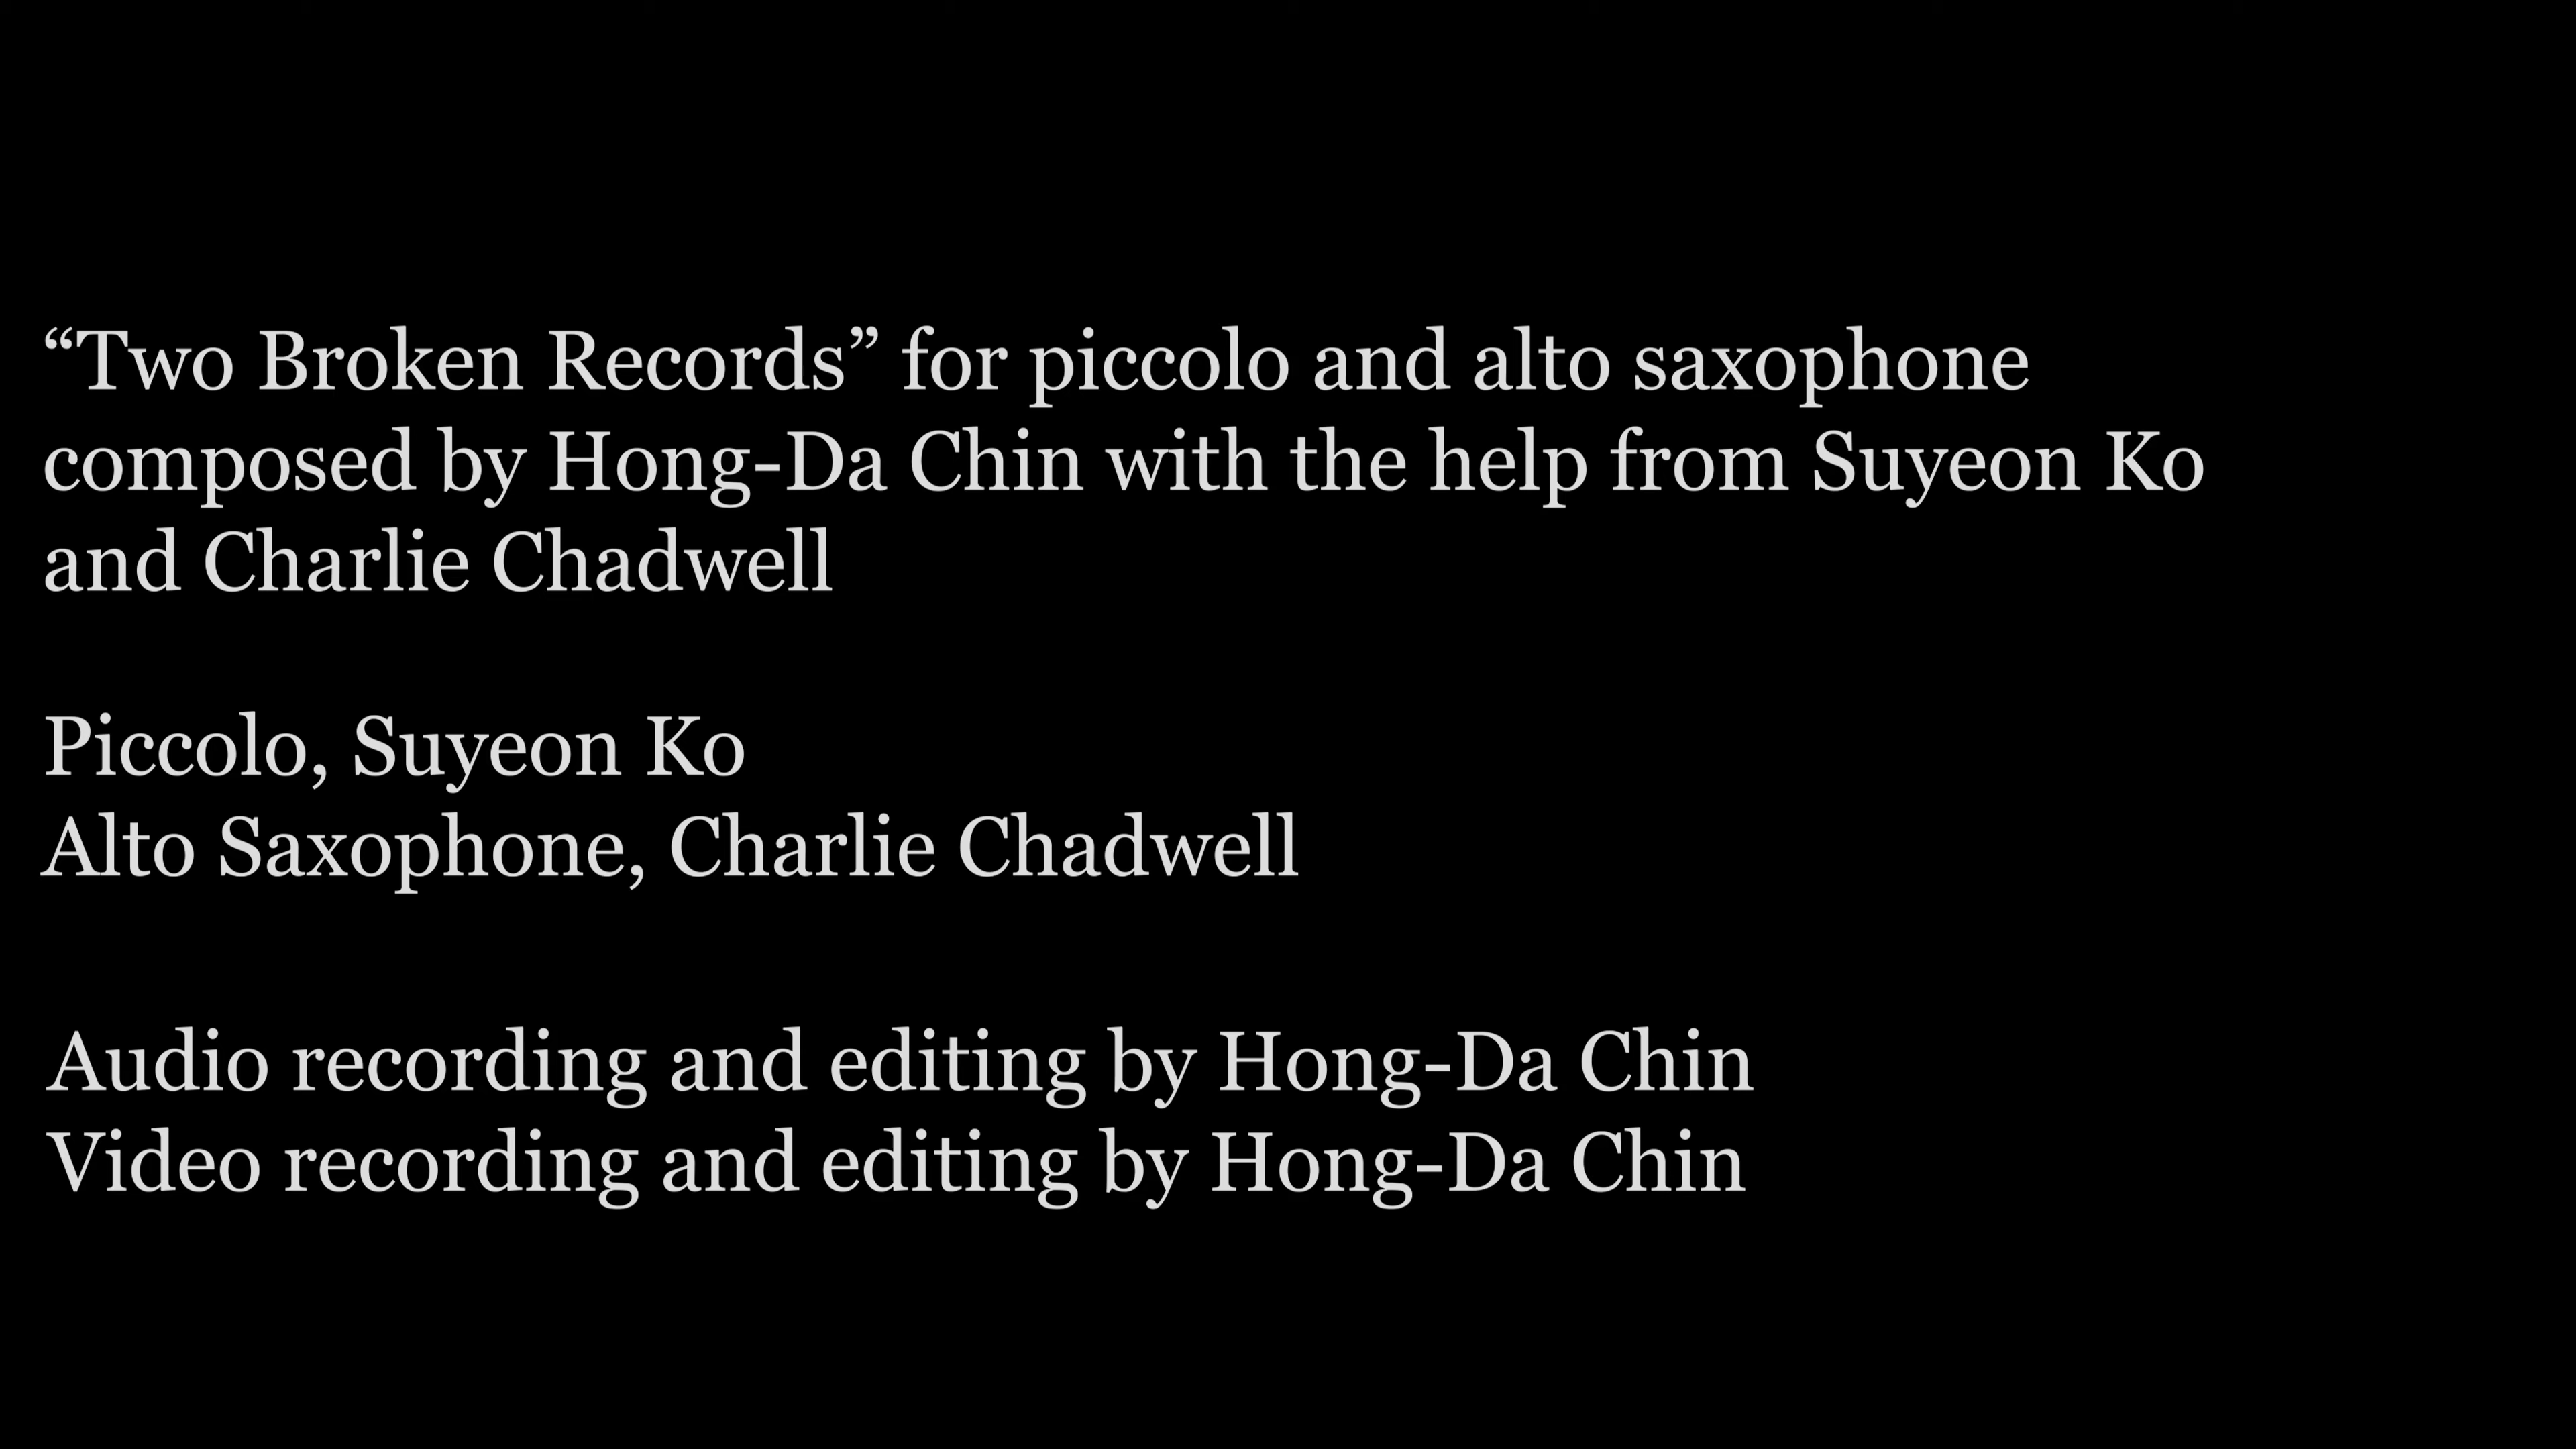 “Two Broken Records” for piccolo and alto saxophone
composed by Hong-Da Chin with the help from Suyeon Ko
and Charlie Chadwell
Piccolo, Suyeon Ko
Alto Saxophone, Charlie Chadwell
Audio recording and editing by Hong-Da Chin
Video recording and editing by Hong-Da Chin